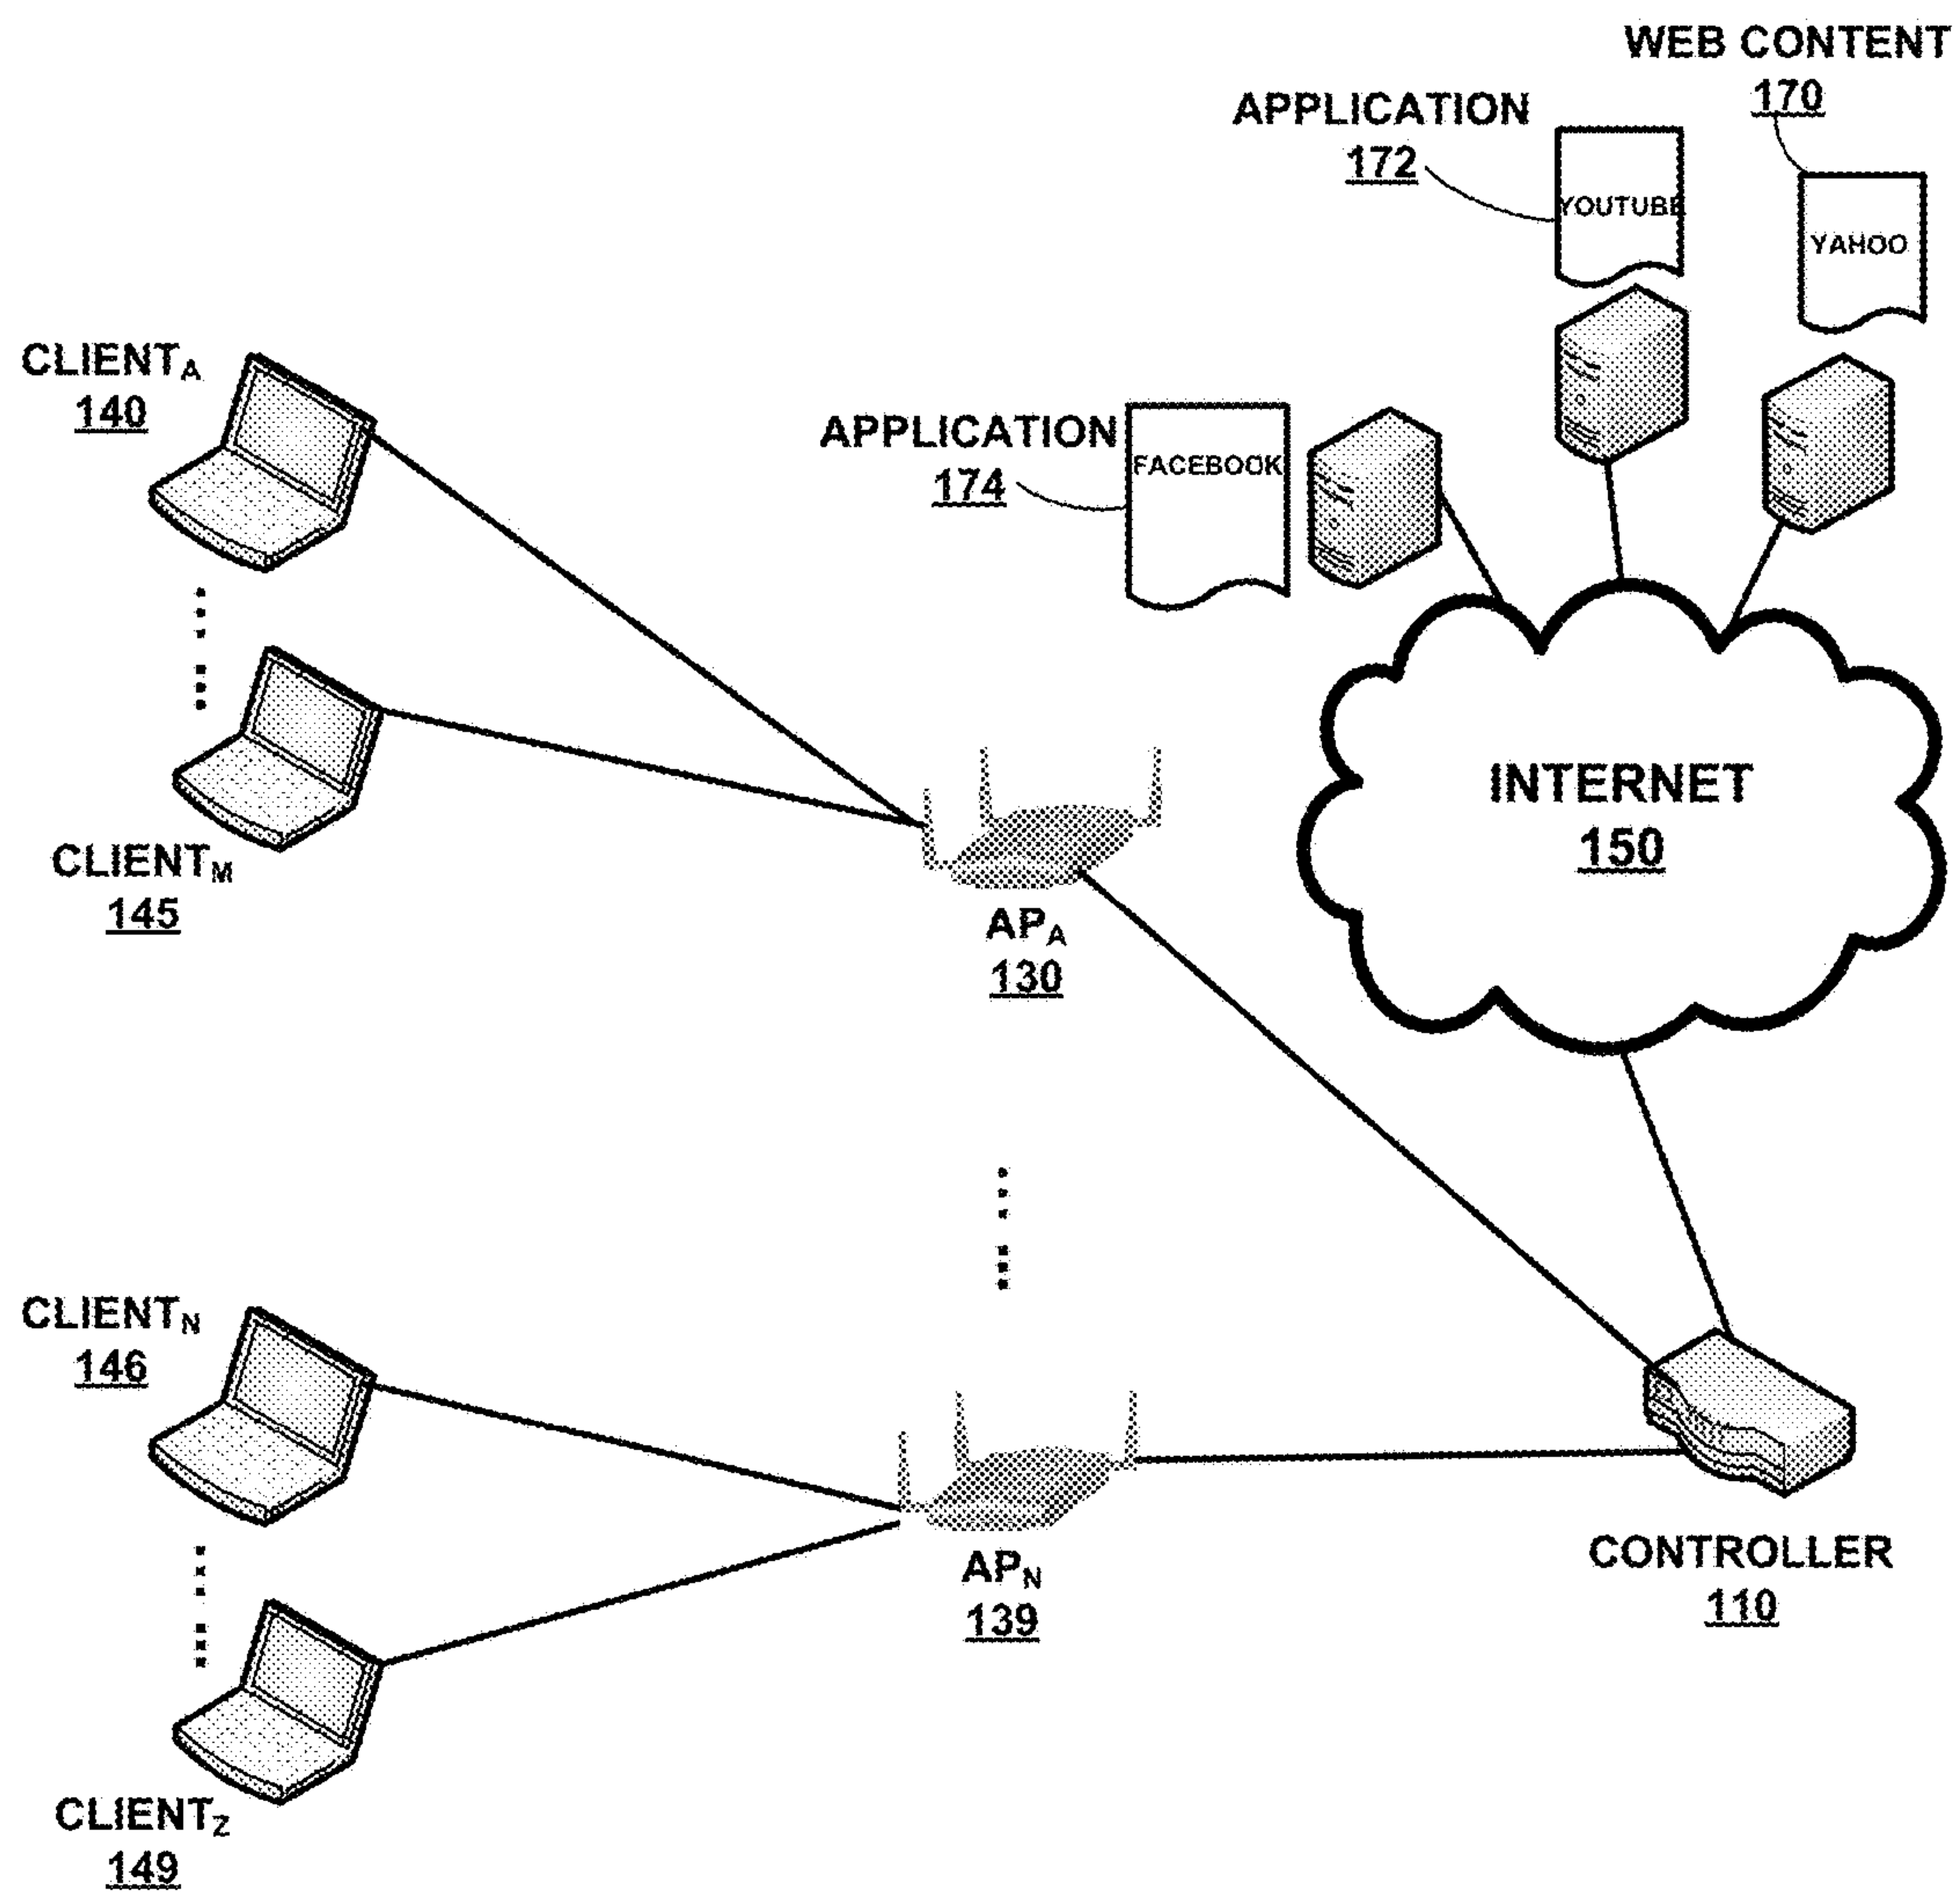 WEB CONTENT
170
APPLICATION
172
YOUTUBE
YAHOO
CLIENTA
140
APPLICATION
174
FACEBOOK
INTERNET
150
CLIENTM
145
APA
130
CLIENTN
146
APN
139
CONTROLLER
110
CLIENTZ
149